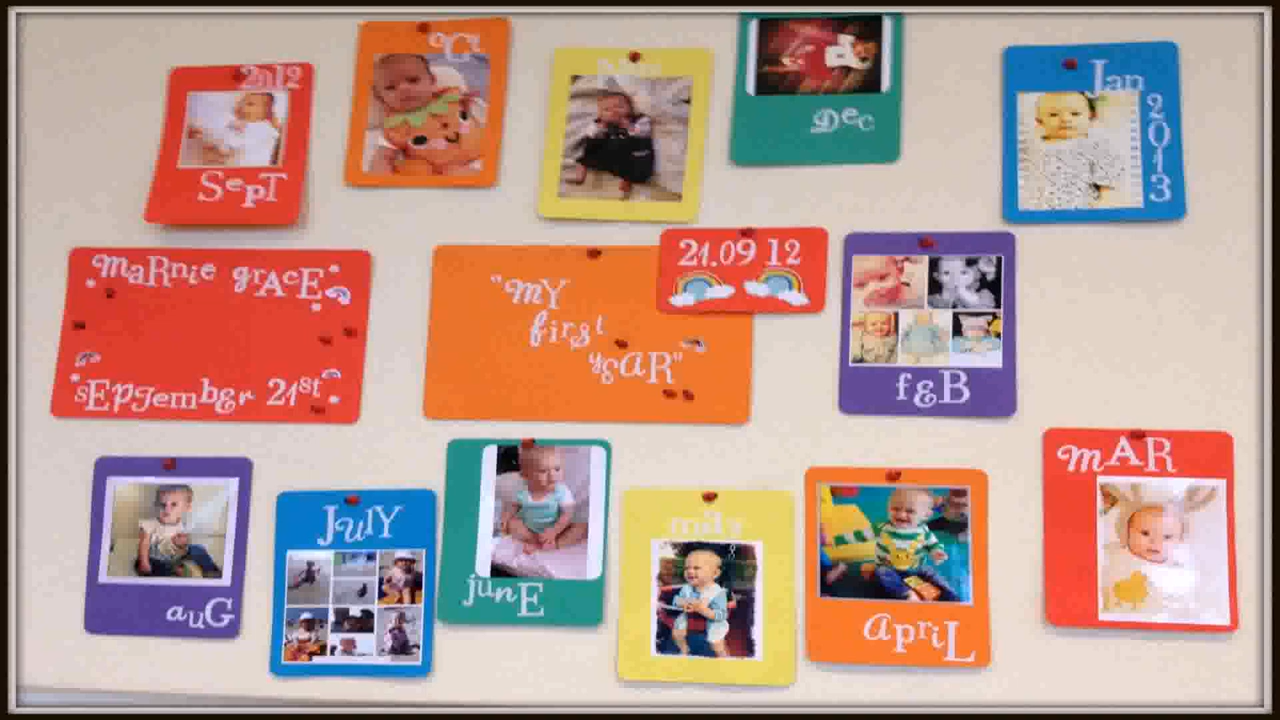 2012
SepT
Oct
Nov
Dec
Jan
2013
maRnie grAcE
sEpTember 21st
"mY
first
yEaR"
21.09 12
fEB
mAR
apriL
may
junE
JulY
auG